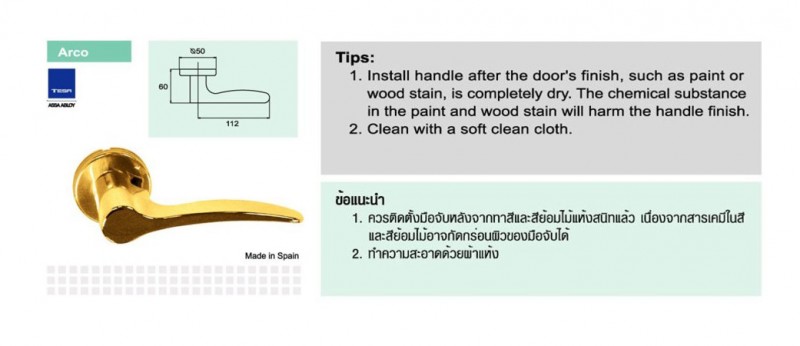 Arco
TESA
ASSA ABLOY
50
60
112
Made in Spain
Tips:
1. Install handle after the door's finish, such as paint or
wood stain, is completely dry. The chemical substance
in the paint and wood stain will harm the handle finish.
2. Clean with a soft clean cloth.
ข้อแนะนำ
1. ควรติดตั้งมือจับหลังจากทาสีและสีย้อมไม้แห้งสนิทแล้ว เนื่องจากสารเคมีในสี
และสีย้อมไม้อาจกัดกร่อนผิวของมือจับได้
2. ทำความสะอาดด้วยผ้าแห้ง